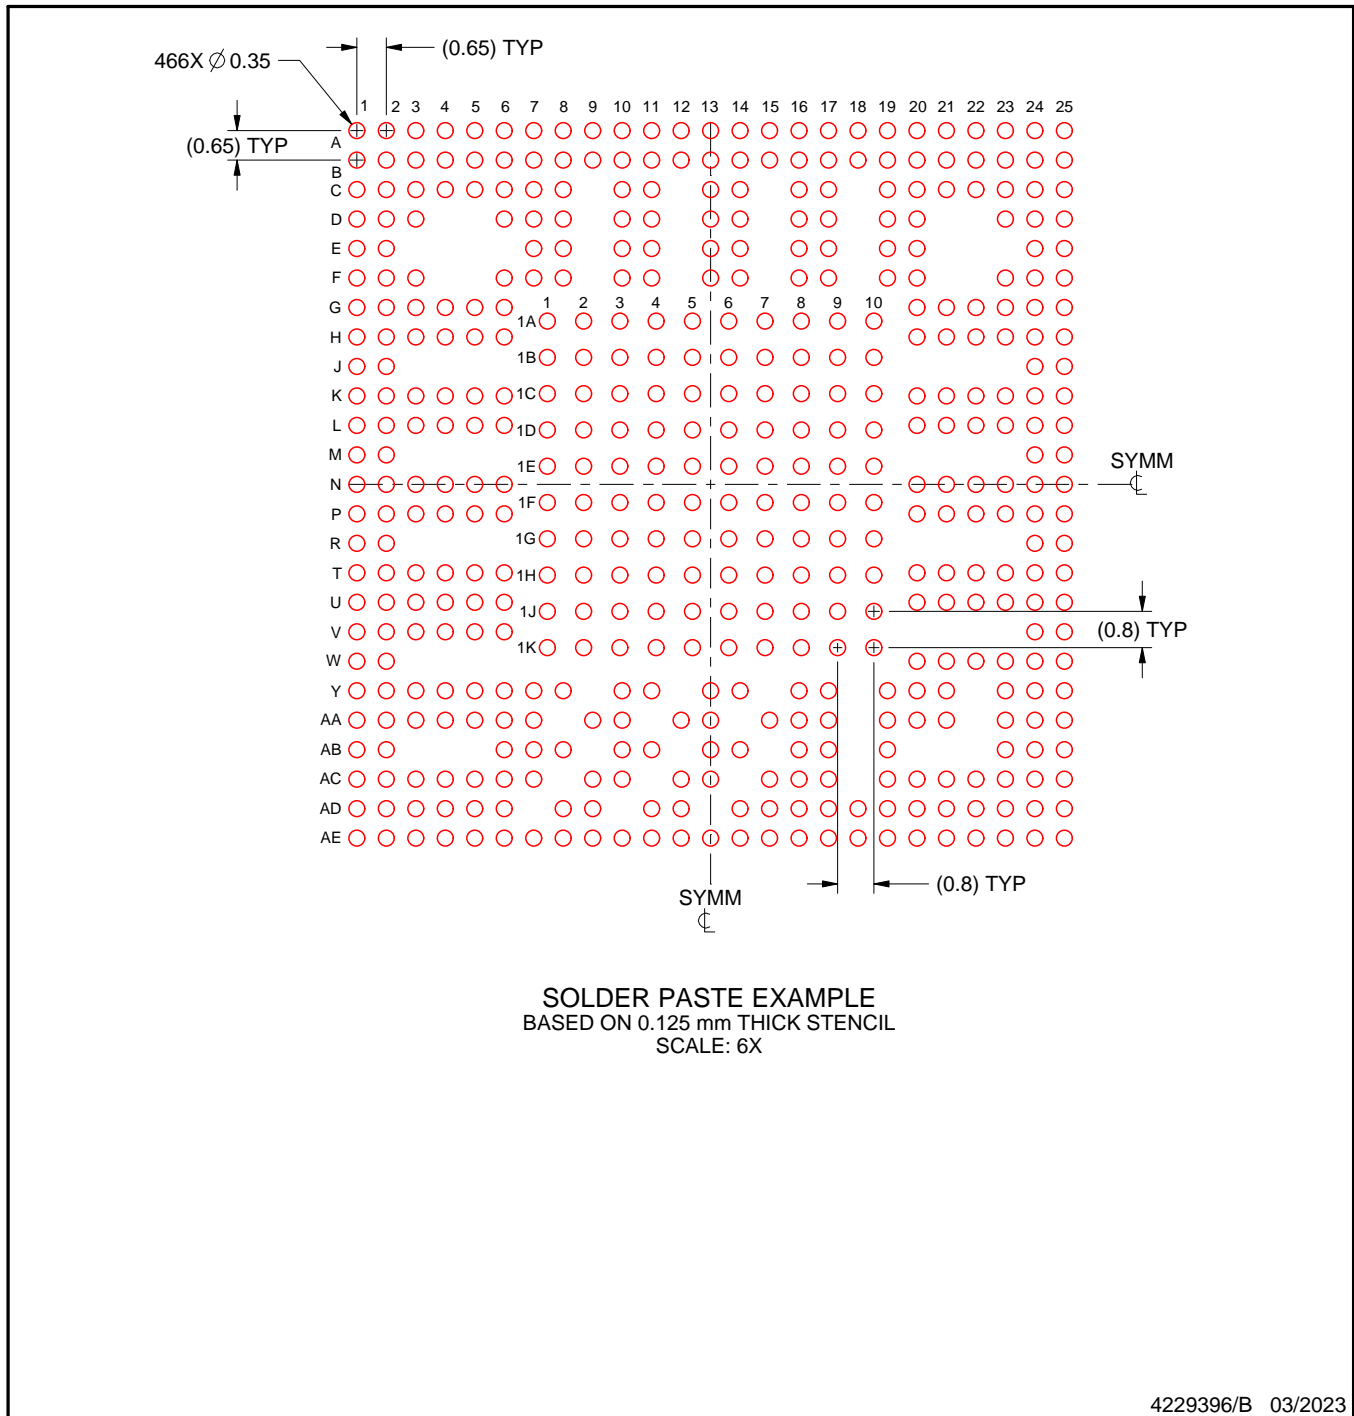 (0.65) TYP
466X ∅ 0.35
1 2 3 4 5 6 7 8 9 10 11 12 13 14 15 16 17 18 19 20 21 22 23 24 25
(0.65) TYP
A
B
C
D
E
F
G
1 2 3 4 5 6 7 8 9 10
1A
H
1B
J
K
1C
L
1D
M
1E
SYMM
℄
N
1F
P
R
1G
T
1H
U
1J
(0.8) TYP
V
1K
W
Y
AA
AB
AC
AD
AE
(0.8) TYP
SYMM
℄
SOLDER PASTE EXAMPLE
BASED ON 0.125 mm THICK STENCIL
SCALE: 6X
4229396/B 03/2023